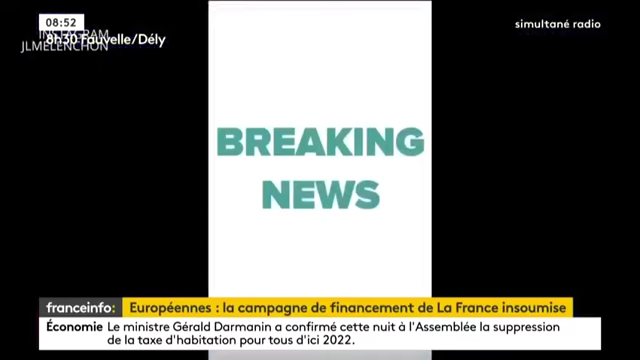 08:52
simultané radio
INSTAGRAM
8h30 Fauvelle/Dély
JLMELENCHON
BREAKING
NEWS
franceinfo:
Européennes : la campagne de financement de La France insoumise
Économie Le ministre Gérald Darmanin a confirmé cette nuit à l'Assemblée la suppression
de la taxe d'habitation pour tous d'ici 2022.